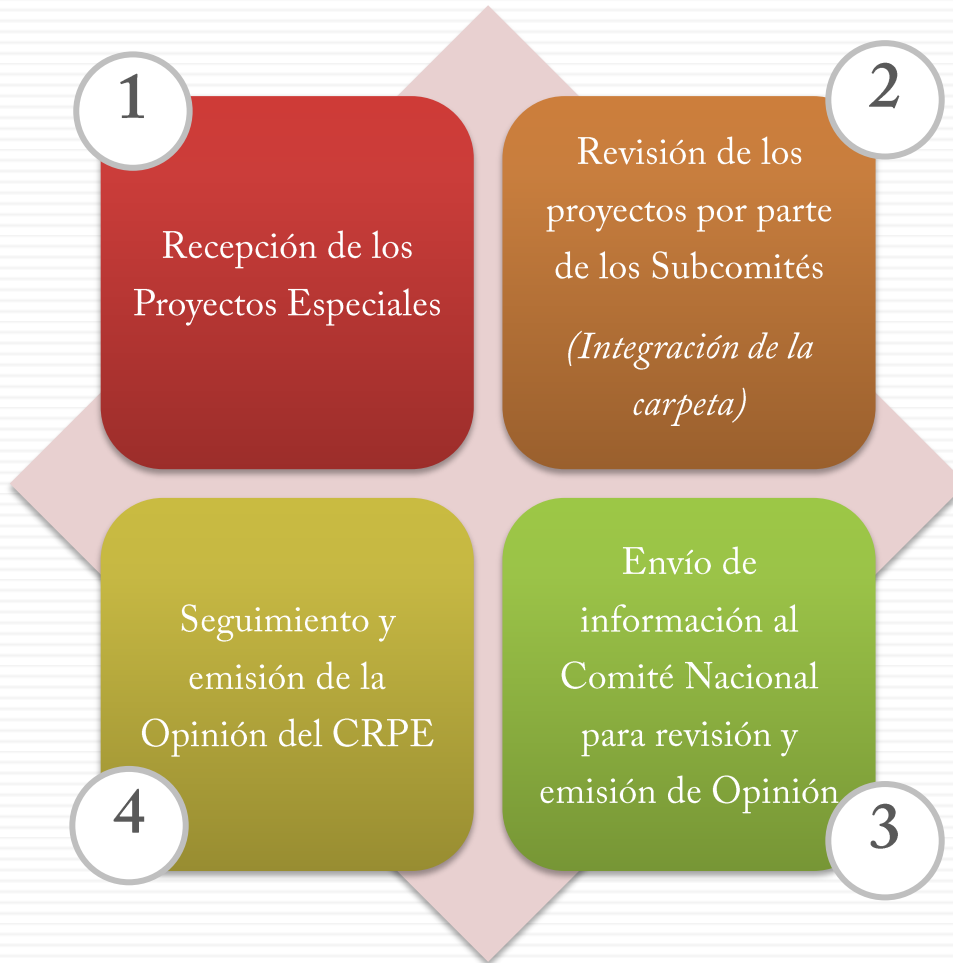 1
Recepción de los
Proyectos Especiales
2
Revisión de los
proyectos por parte
de los Subcomités
(Integración de la
carpeta)
3
Envío de
información al
Comité Nacional
para revisión y
emisión de Opinión
4
Seguimiento y
emisión de la
Opinión del CRPE